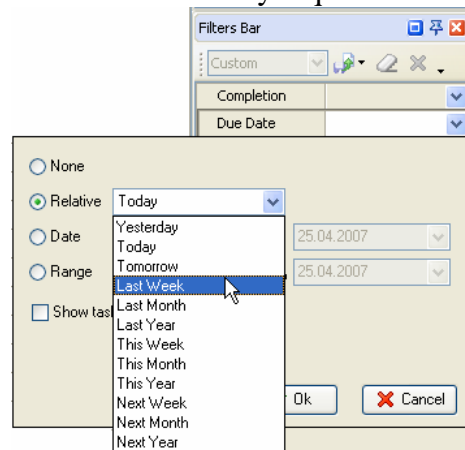 Filters Bar
Custom
Completion
Due Date
None
Relative Today
Yesterday
Date Today 25.04.2007
Tomorrow
Range Last Week 25.04.2007
Show tas Last Month
Last Year
This Week
This Month
This Year
Next Week Ok Cancel
Next Month
Next Year